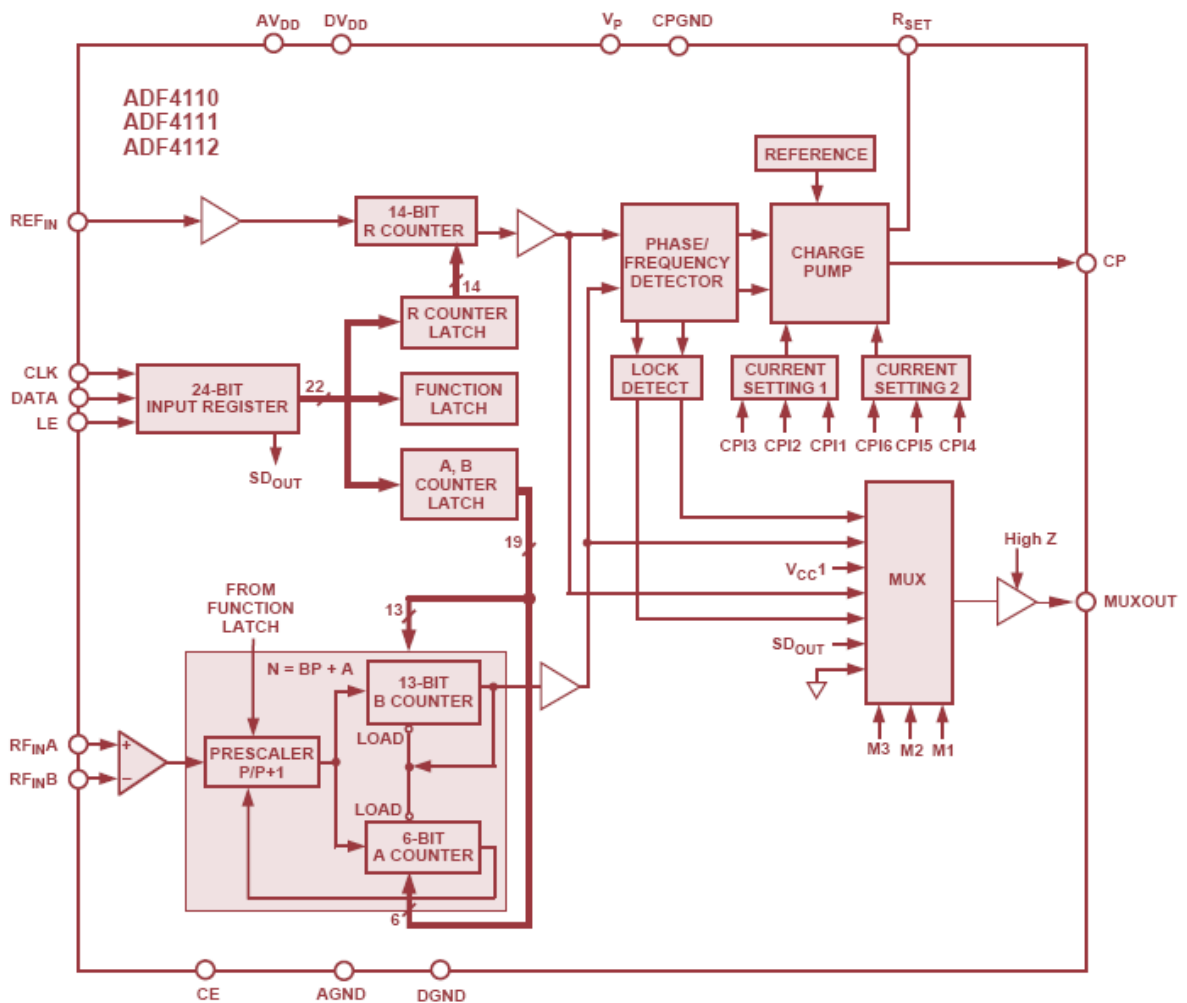 AVDD
DVDD
VP
CPGND
RSET
ADF4110
ADF4111
ADF4112
REFERENCE
REFIN
14-BIT
R COUNTER
PHASE/
FREQUENCY
DETECTOR
CHARGE
PUMP
CP
14
R COUNTER
LATCH
CLK
DATA
LE
24-BIT
INPUT REGISTER
22
FUNCTION
LATCH
LOCK
DETECT
CURRENT
SETTING 1
CURRENT
SETTING 2
CPI3
CPI2
CPI1
CPI6
CPI5
CPI4
SDOUT
A, B
COUNTER
LATCH
19
High Z
VCC1
MUX
MUXOUT
FROM
FUNCTION
LATCH
13
SDOUT
N = BP + A
13-BIT
B COUNTER
LOAD
M3
M2
M1
RFINA
+
PRESCALER
P/P+1
RFINB
−
LOAD
6-BIT
A COUNTER
6
CE
AGND
DGND